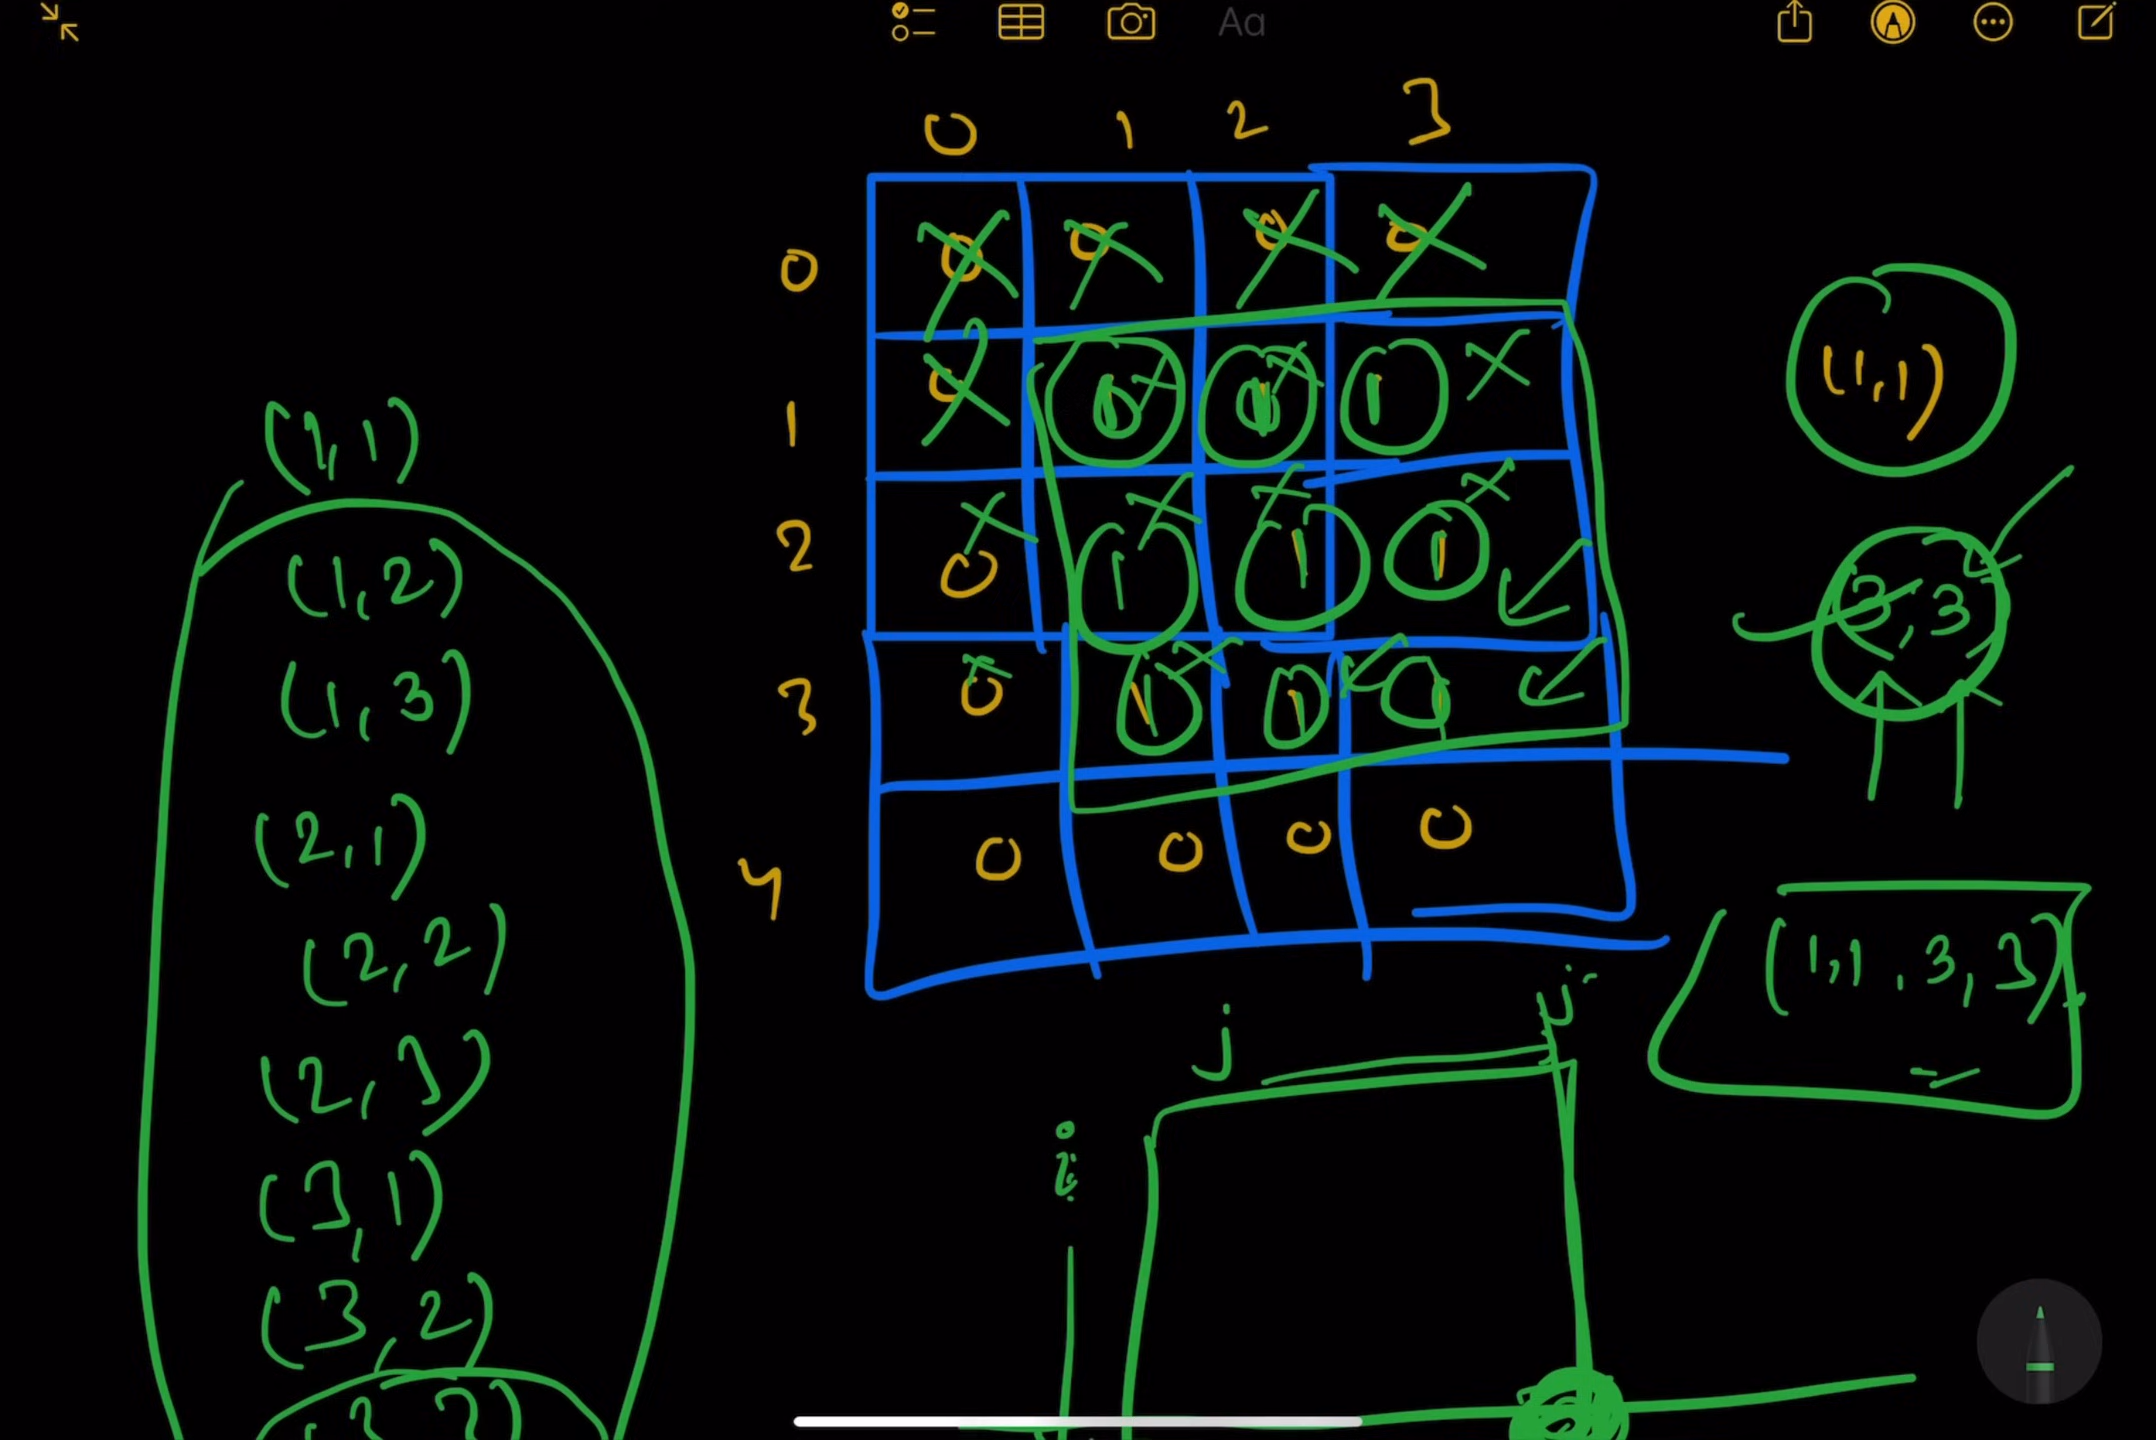 Aa
0 1 2 3
0 0 0 0 0
1 0 1 1 1
2 0 1 1 1
3 0 1 1 1
4 0 0 0 0
(1,1)
(1,2)
(1,3)
(2,1)
(2,2)
(2,3)
(3,1)
(3,2)
(1,1)
3,3
(1,1,3,3)
j
i